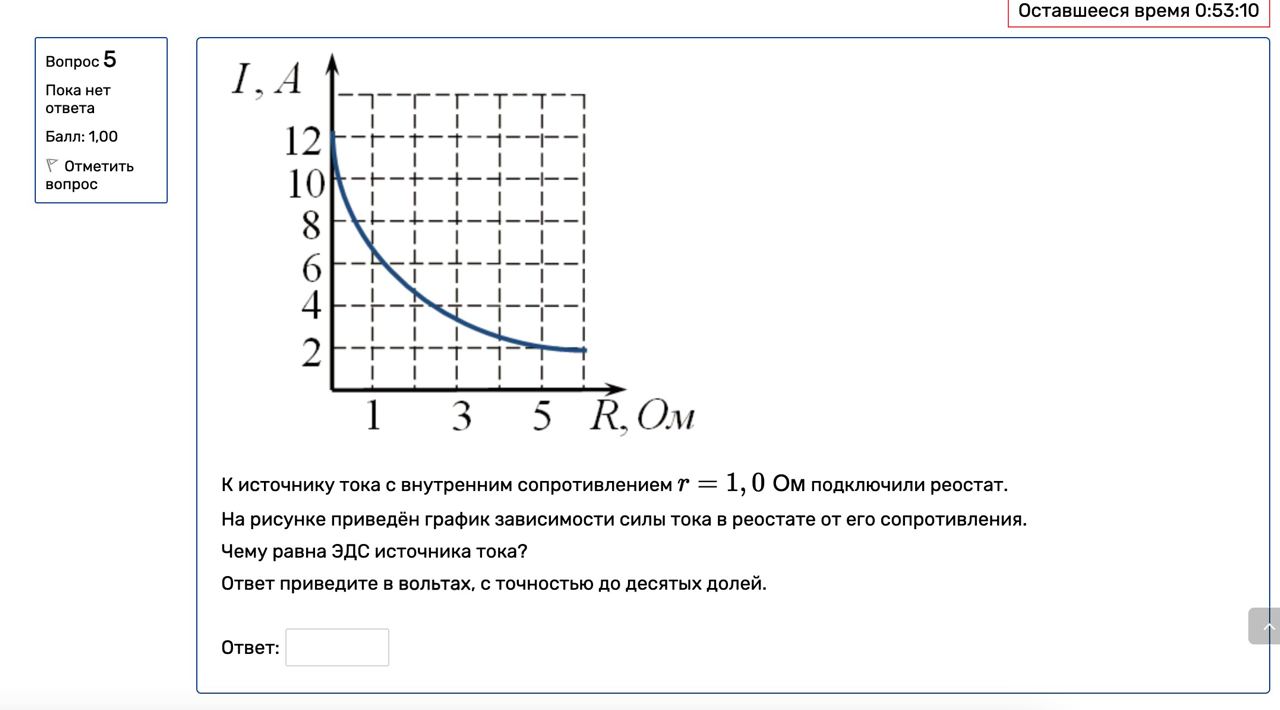 Оставшееся время 0:53:10
Вопрос 5
Пока нет
ответа
Балл: 1,00
Отметить
вопрос
I, A
12
10
8
6
4
2
1 3 5 R, Ом
К источнику тока с внутренним сопротивлением r = 1,0 Ом подключили реостат.
На рисунке приведён график зависимости силы тока в реостате от его сопротивления.
Чему равна ЭДС источника тока?
Ответ приведите в вольтах, с точностью до десятых долей.
Ответ: